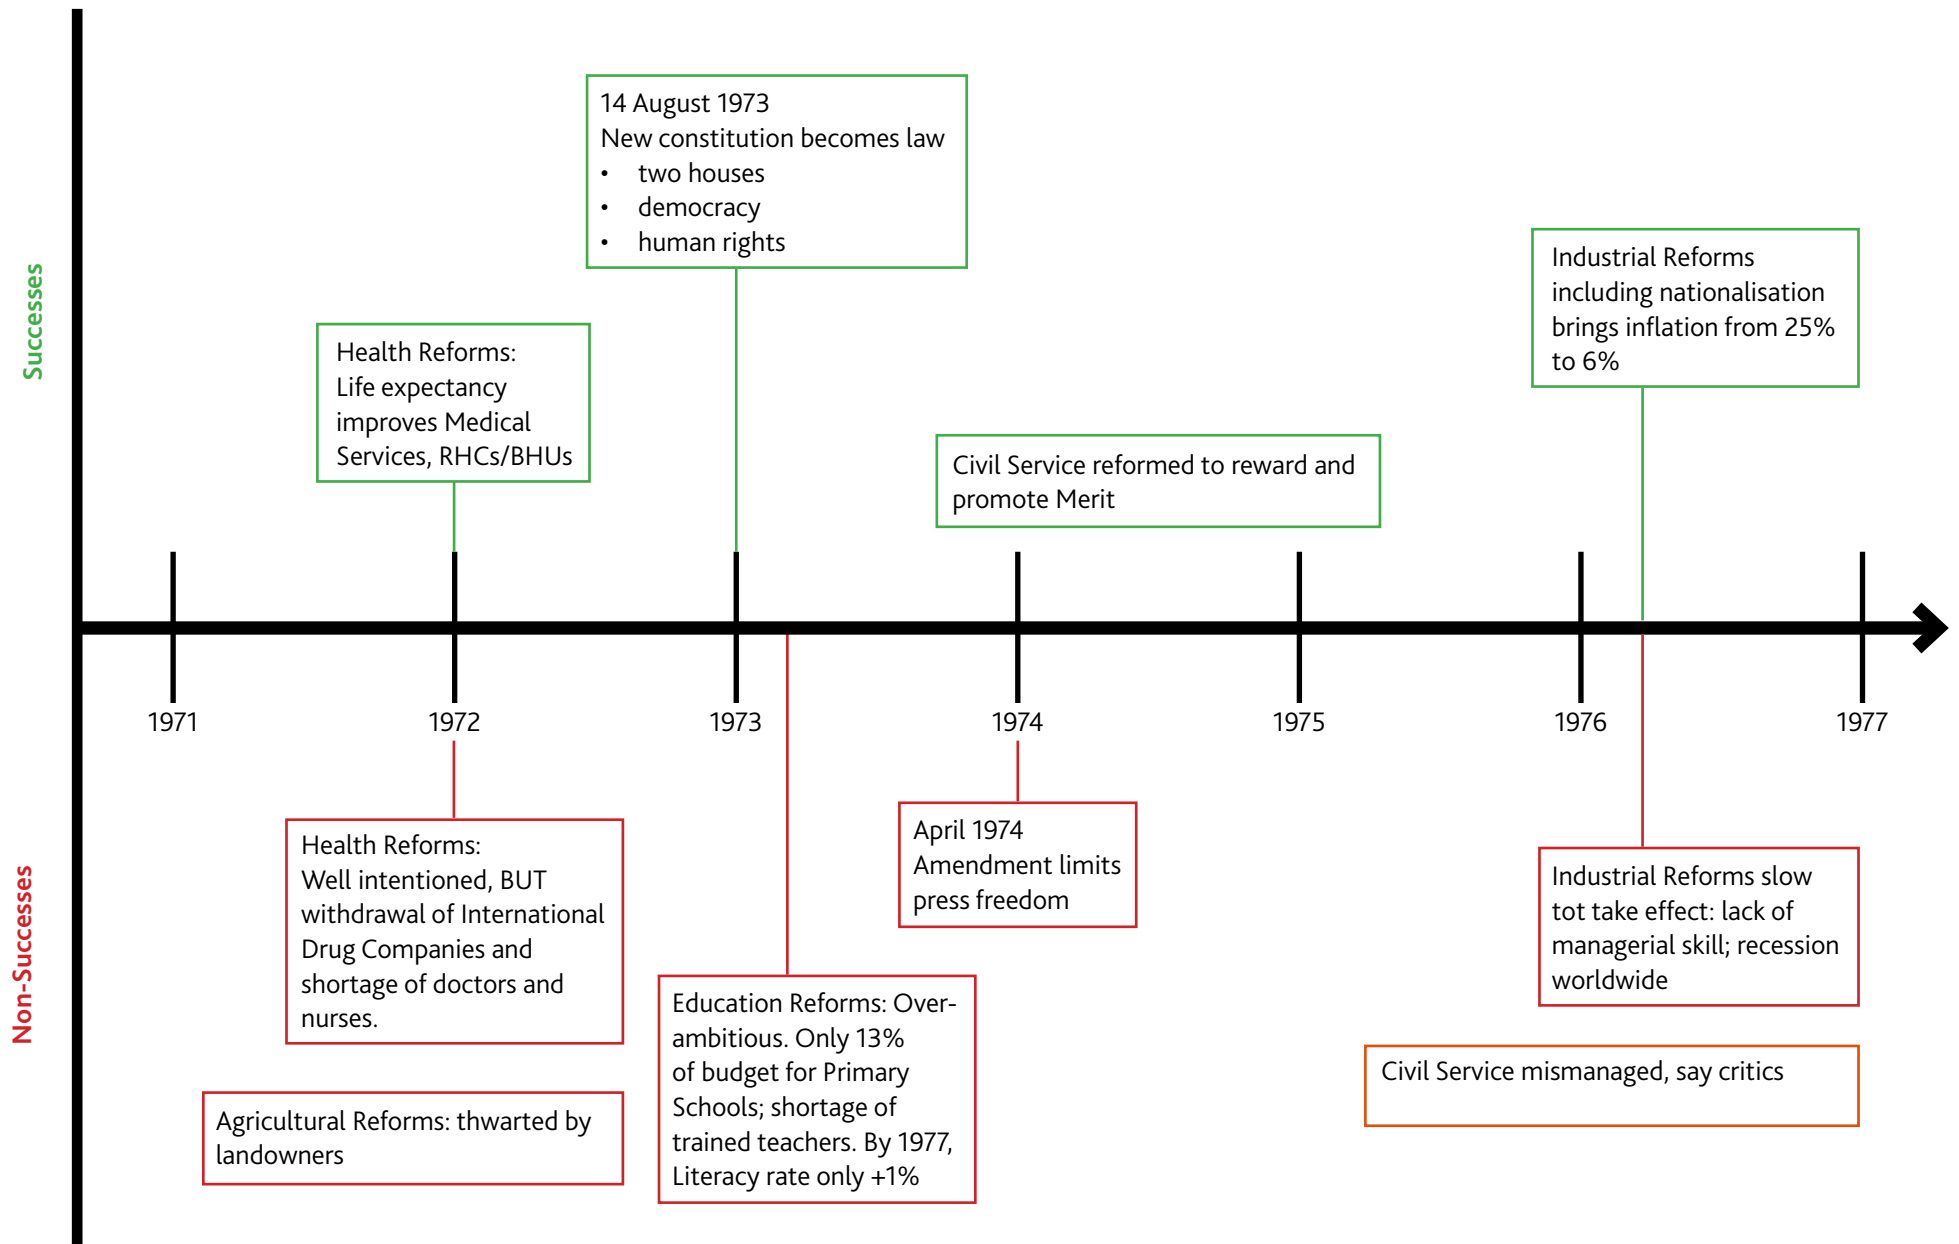 Successes
14 August 1973
New constitution becomes law
• two houses
• democracy
• human rights
Industrial Reforms
including nationalisation
brings inflation from 25%
to 6%
Health Reforms:
Life expectancy
improves Medical
Services, RHCs/BHUs
Civil Service reformed to reward and
promote Merit
1971
1972
1973
1974
1975
1976
1977
Non-Successes
Health Reforms:
Well intentioned, BUT
withdrawal of International
Drug Companies and
shortage of doctors and
nurses.
Agricultural Reforms: thwarted by
landowners
Education Reforms: Over-
ambitious. Only 13%
of budget for Primary
Schools; shortage of
trained teachers. By 1977,
Literacy rate only +1%
April 1974
Amendment limits
press freedom
Industrial Reforms slow
tot take effect: lack of
managerial skill; recession
worldwide
Civil Service mismanaged, say critics